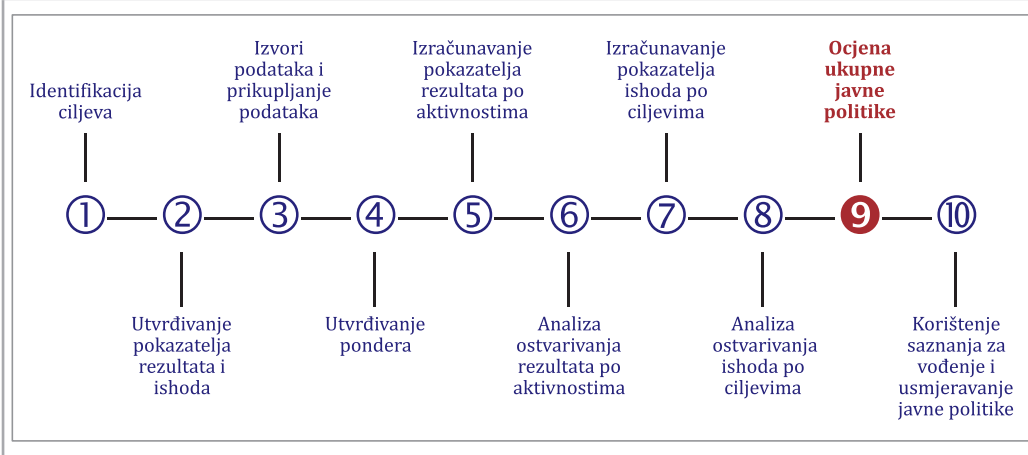 Identifikacija
ciljeva
1
Utvrđivanje
pokazatelja
rezultata i
ishoda
2
Izvori
podataka i
prikupljanje
podataka
3
Utvrđivanje
pondera
4
Izračunavanje
pokazatelja
rezultata po
aktivnostima
5
Analiza
ostvarivanja
rezultata po
aktivnostima
6
Izračunavanje
pokazatelja
ishoda po
ciljevima
7
Analiza
ostvarivanja
ishoda po
ciljevima
8
Ocjena
ukupne
javne
politike
9
Korištenje
saznanja za
vođenje i
usmjeravanje
javne politike
10